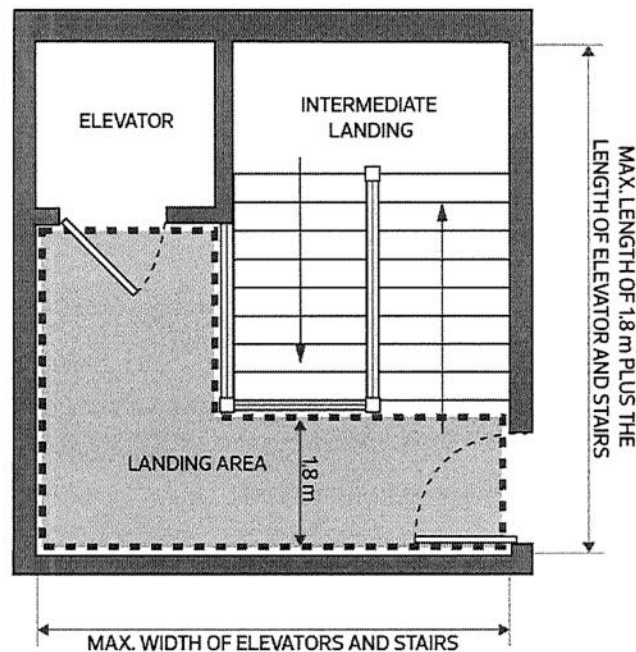 ELEVATOR
INTERMEDIATE
LANDING
MAX. LENGTH OF 1.8 m PLUS THE
LENGTH OF ELEVATOR AND STAIRS
LANDING AREA
1.8 m
MAX. WIDTH OF ELEVATORS AND STAIRS